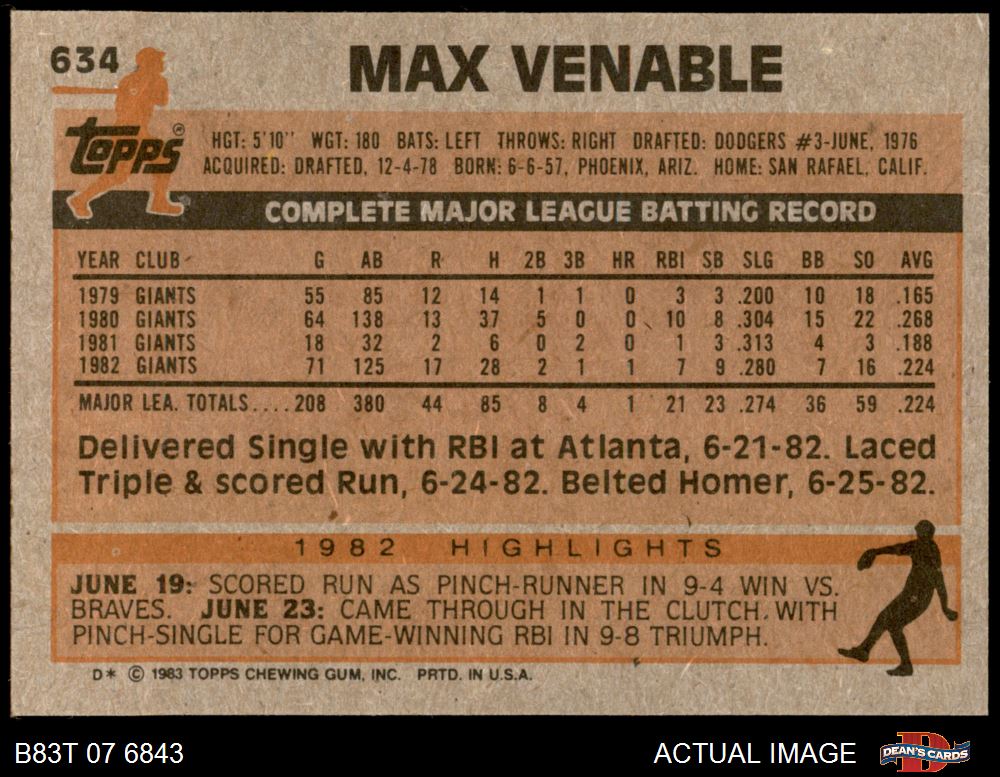 634
MAX VENABLE
Topps ®
HGT: 5'10" WGT: 180 BATS: LEFT THROWS: RIGHT DRAFTED: DODGERS #3-JUNE, 1976
ACQUIRED: DRAFTED, 12-4-78 BORN: 6-6-57, PHOENIX, ARIZ. HOME: SAN RAFAEL, CALIF.
COMPLETE MAJOR LEAGUE BATTING RECORD
YEAR CLUB G AB R H 2B 3B HR RBI SB SLG BB SO AVG
1979 GIANTS 55 85 12 14 1 1 0 3 3 .200 10 18 .165
1980 GIANTS 64 138 13 37 5 0 0 10 8 .304 15 22 .268
1981 GIANTS 18 32 2 6 0 2 0 1 3 .313 4 3 .188
1982 GIANTS 71 125 17 28 2 1 1 7 9 .280 7 16 .224
MAJOR LEA. TOTALS....208 380 44 85 8 4 1 21 23 .274 36 59 .224
Delivered Single with RBI at Atlanta, 6-21-82. Laced
Triple & scored Run, 6-24-82. Belted Homer, 6-25-82.
1982 HIGHLIGHTS
JUNE 19: SCORED RUN AS PINCH-RUNNER IN 9-4 WIN VS.
BRAVES. JUNE 23: CAME THROUGH IN THE CLUTCH WITH
PINCH-SINGLE FOR GAME-WINNING RBI IN 9-8 TRIUMPH.
D* © 1983 TOPPS CHEWING GUM, INC. PRTD. IN U.S.A.
B83T 07 6843
ACTUAL IMAGE
DEAN'S CARDS